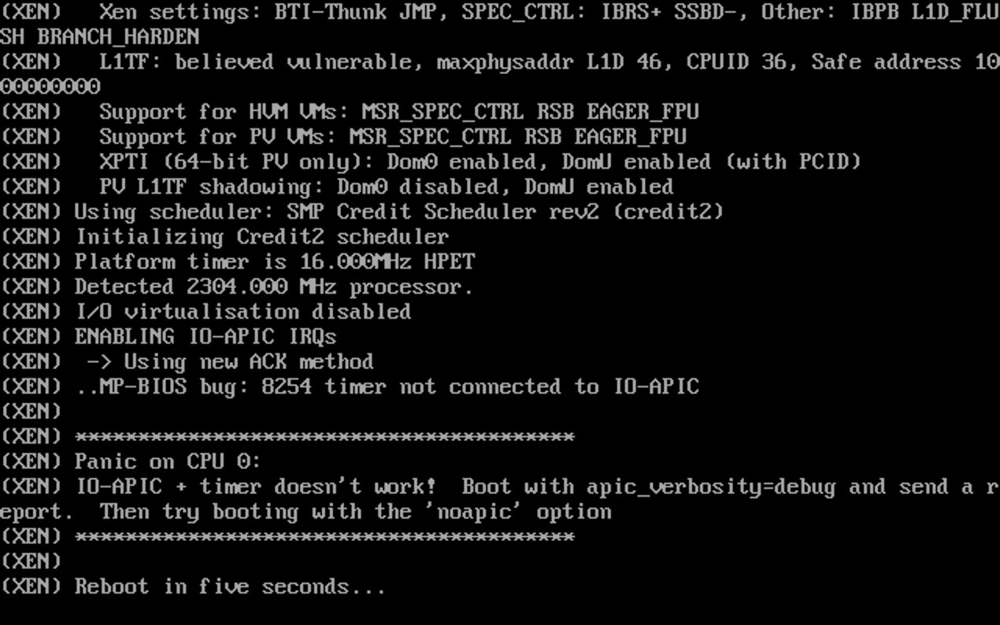 (XEN)   Xen settings: BTI-Thunk JMP, SPEC_CTRL: IBRS+ SSBD-, Other: IBPB L1D_FLU
SH BRANCH_HARDEN
(XEN)   L1TF: believed vulnerable, maxphysaddr L1D 46, CPUID 36, Safe address 10
00000000
(XEN)   Support for HVM VMs: MSR_SPEC_CTRL RSB EAGER_FPU
(XEN)   Support for PV VMs: MSR_SPEC_CTRL RSB EAGER_FPU
(XEN)   XPTI (64-bit PV only): Dom0 enabled, DomU enabled (with PCID)
(XEN)   PV L1TF shadowing: Dom0 disabled, DomU enabled
(XEN) Using scheduler: SMP Credit Scheduler rev2 (credit2)
(XEN) Initializing Credit2 scheduler
(XEN) Platform timer is 16.000MHz HPET
(XEN) Detected 2304.000 MHz processor.
(XEN) I/O virtualisation disabled
(XEN) ENABLING IO-APIC IRQs
(XEN)  -> Using new ACK method
(XEN) ..MP-BIOS bug: 8254 timer not connected to IO-APIC
(XEN)
(XEN) ****************************************
(XEN) Panic on CPU 0:
(XEN) IO-APIC + timer doesn't work!  Boot with apic_verbosity=debug and send a r
eport.  Then try booting with the 'noapic' option
(XEN) ****************************************
(XEN)
(XEN) Reboot in five seconds...